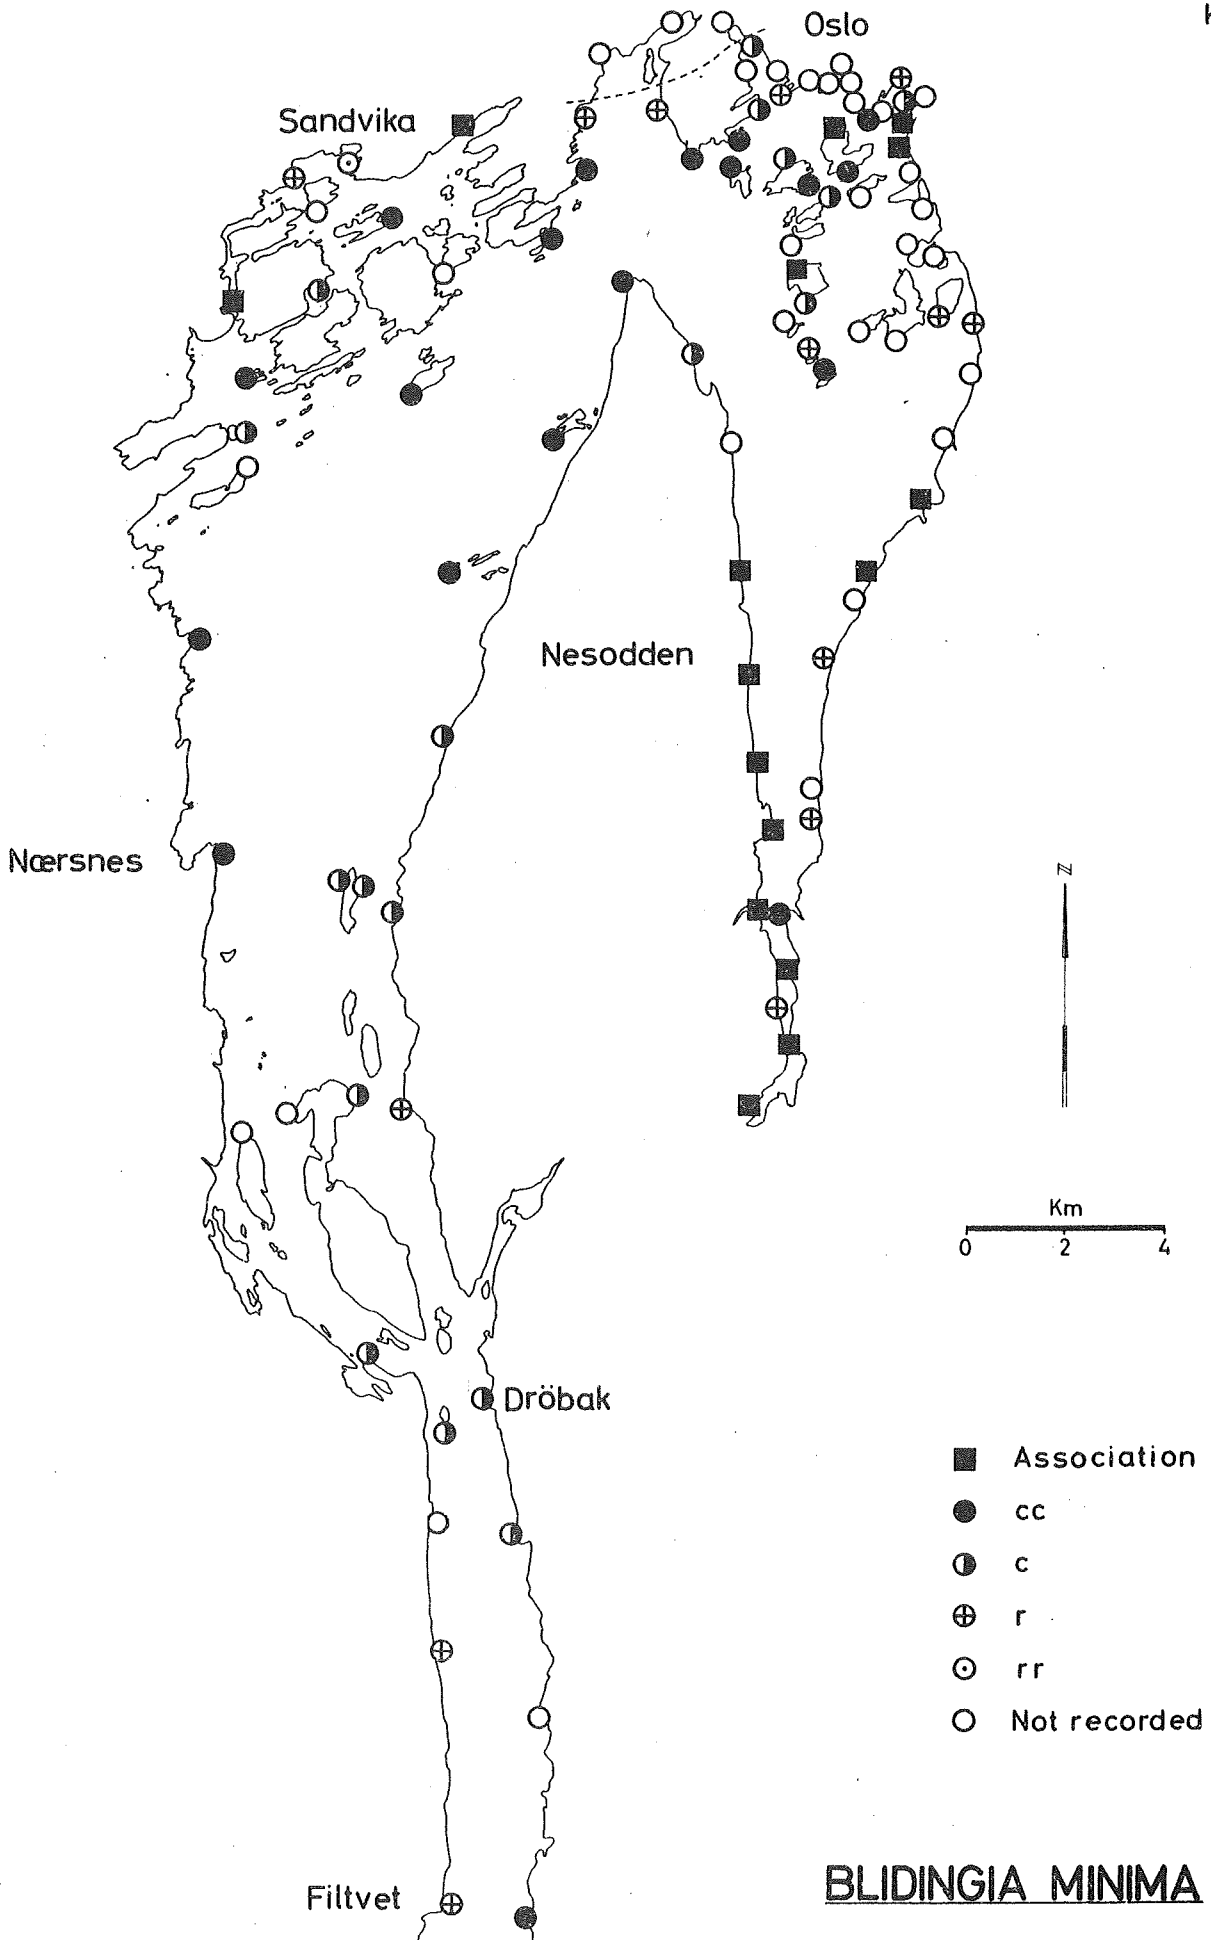 Oslo
Sandvika
Nesodden
Nærsnes
N
Km
0 2 4
Dröbak
Association
cc
c
r
rr
Not recorded
Filtvet
BLIDINGIA MINIMA